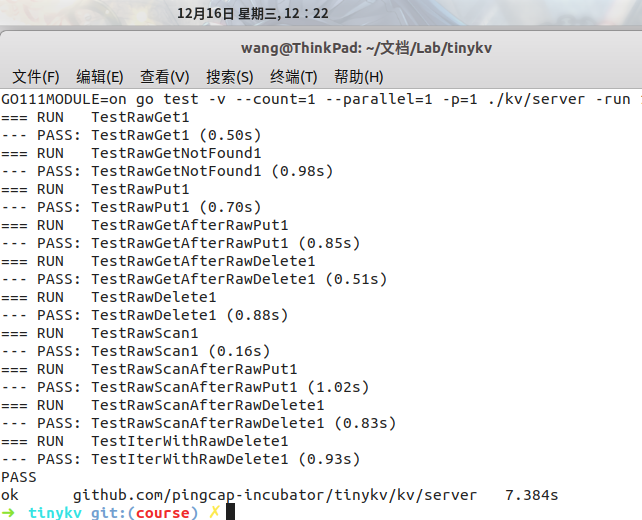 12月16日 星期三, 12∶22
wang@ThinkPad: ~/文档/Lab/tinykv
文件(F) 编辑(E) 查看(V) 搜索(S) 终端(T) 帮助(H)
GO111MODULE=on go test -v --count=1 --parallel=1 -p=1 ./kv/server -run
=== RUN   TestRawGet1
--- PASS: TestRawGet1 (0.50s)
=== RUN   TestRawGetNotFound1
--- PASS: TestRawGetNotFound1 (0.98s)
=== RUN   TestRawPut1
--- PASS: TestRawPut1 (0.70s)
=== RUN   TestRawGetAfterRawPut1
--- PASS: TestRawGetAfterRawPut1 (0.85s)
=== RUN   TestRawGetAfterRawDelete1
--- PASS: TestRawGetAfterRawDelete1 (0.51s)
=== RUN   TestRawDelete1
--- PASS: TestRawDelete1 (0.88s)
=== RUN   TestRawScan1
--- PASS: TestRawScan1 (0.16s)
=== RUN   TestRawScanAfterRawPut1
--- PASS: TestRawScanAfterRawPut1 (1.02s)
=== RUN   TestRawScanAfterRawDelete1
--- PASS: TestRawScanAfterRawDelete1 (0.83s)
=== RUN   TestIterWithRawDelete1
--- PASS: TestIterWithRawDelete1 (0.93s)
PASS
ok      github.com/pingcap-incubator/tinykv/kv/server   7.384s
➜  tinykv git:(course) ✗